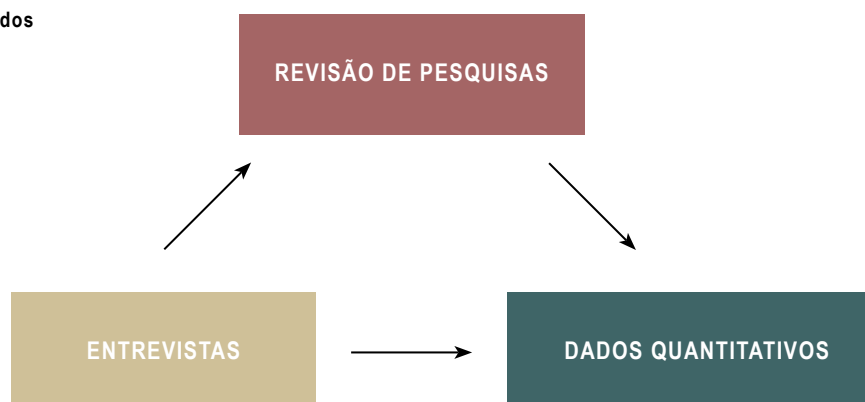 dos
REVISÃO DE PESQUISAS
ENTREVISTAS
DADOS QUANTITATIVOS